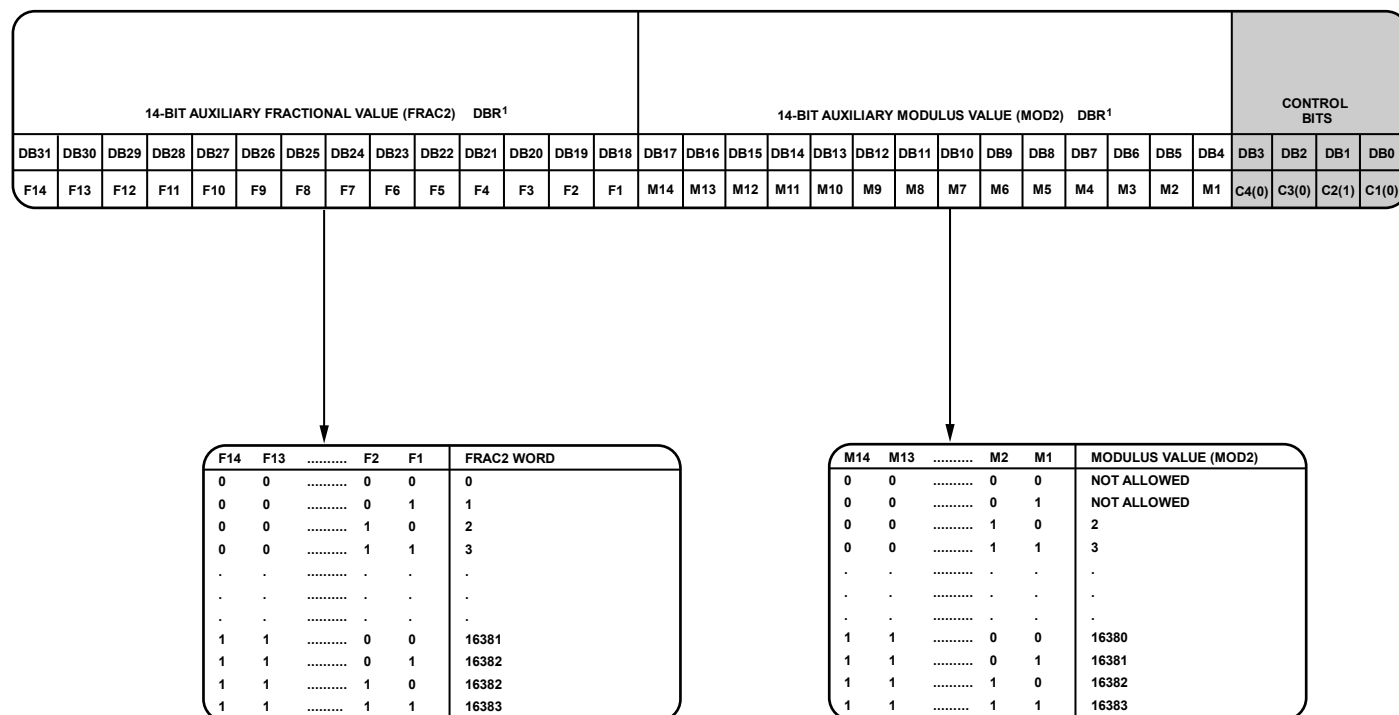 14-BIT AUXILIARY FRACTIONAL VALUE (FRAC2) DBR1 14-BIT AUXILIARY MODULUS VALUE (MOD2) DBR1 CONTROL BITS
DB31 DB30 DB29 DB28 DB27 DB26 DB25 DB24 DB23 DB22 DB21 DB20 DB19 DB18 DB17 DB16 DB15 DB14 DB13 DB12 DB11 DB10 DB9 DB8 DB7 DB6 DB5 DB4 DB3 DB2 DB1 DB0
F14 F13 F12 F11 F10 F9 F8 F7 F6 F5 F4 F3 F2 F1 M14 M13 M12 M11 M10 M9 M8 M7 M6 M5 M4 M3 M2 M1 C4(0) C3(0) C2(1) C1(0)
F14 F13 .......... F2 F1 FRAC2 WORD
0 0 .......... 0 0 0
0 0 .......... 0 1 1
0 0 .......... 1 0 2
0 0 .......... 1 1 3
. . .......... . . .
. . .......... . . .
. . .......... . . .
1 1 .......... 0 0 16381
1 1 .......... 0 1 16382
1 1 .......... 1 0 16382
1 1 ......... 1 1 16383
M14 M13 .......... M2 M1 MODULUS VALUE (MOD2)
0 0 .......... 0 0 NOT ALLOWED
0 0 .......... 0 1 NOT ALLOWED
0 0 .......... 1 0 2
0 0 .......... 1 1 3
. . .......... . . .
. . .......... . . .
. . .......... . . .
1 1 .......... 0 0 16380
1 1 .......... 0 1 16381
1 1 .......... 1 0 16382
1 1 ......... 1 1 16383